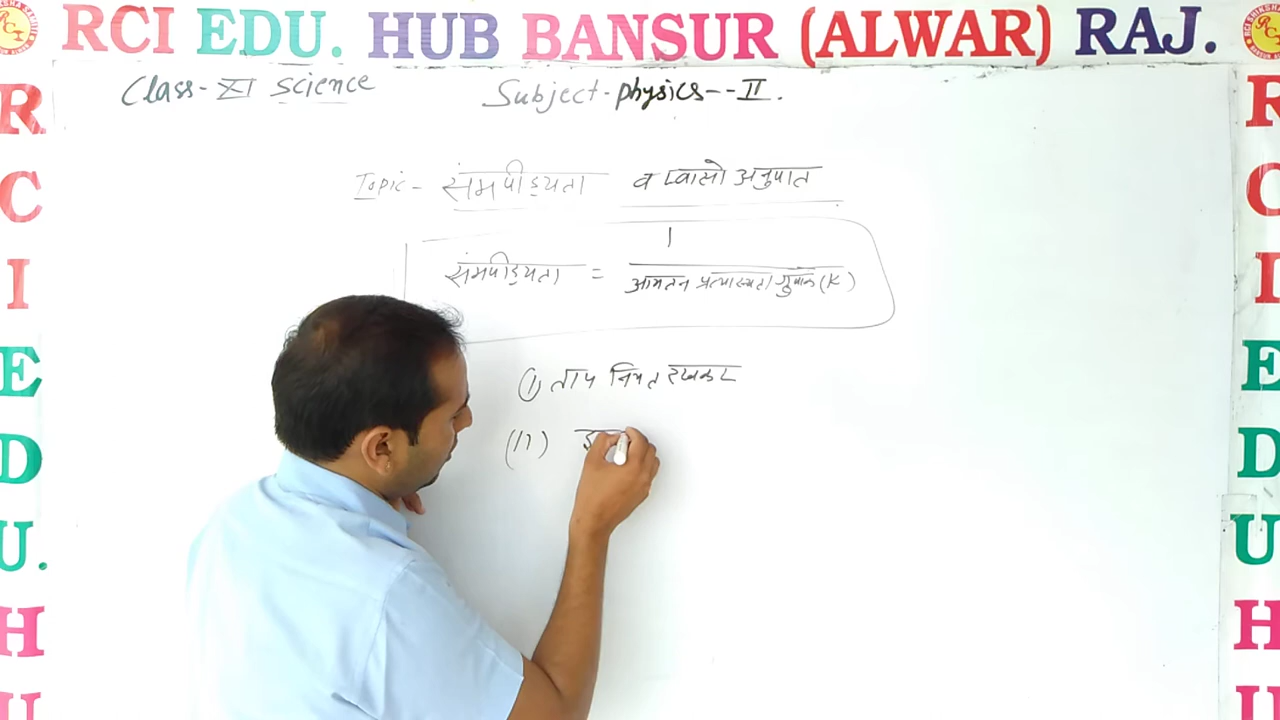 RCI EDU. HUB BANSUR (ALWAR) RAJ.
Class - XI Science Subject - physics -- II.
Topic - संमपीड्यता व प्वासो अनुपात
संमपीड्यता = 1
आयतन प्रत्यास्थता गुणांक (K)
(i) ताप नियत रखकर
(ii)
R
C
I
E
D
U.
H
U
R
C
I
E
D
U
H
U